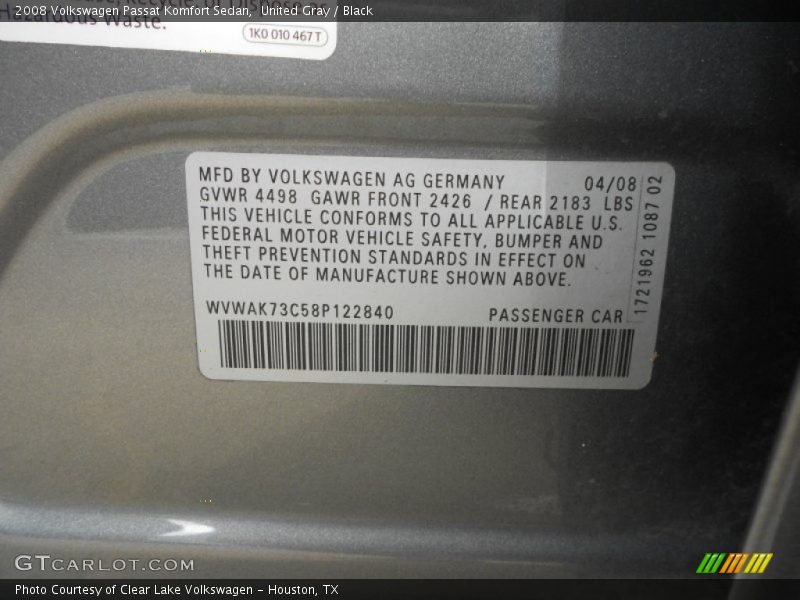 2008 Volkswagen Passat Komfort Sedan, United Gray / Black
Hazardous Waste.
1K0 010 467 T
MFD BY VOLKSWAGEN AG GERMANY 04/08
GVWR 4498 GAWR FRONT 2426 / REAR 2183 LBS
THIS VEHICLE CONFORMS TO ALL APPLICABLE U.S.
FEDERAL MOTOR VEHICLE SAFETY, BUMPER AND
THEFT PREVENTION STANDARDS IN EFFECT ON
THE DATE OF MANUFACTURE SHOWN ABOVE.
WVWAK73C58P122840 PASSENGER CAR
1721962 1087 02
GTCARLOT.COM
Photo Courtesy of Clear Lake Volkswagen – Houston, TX